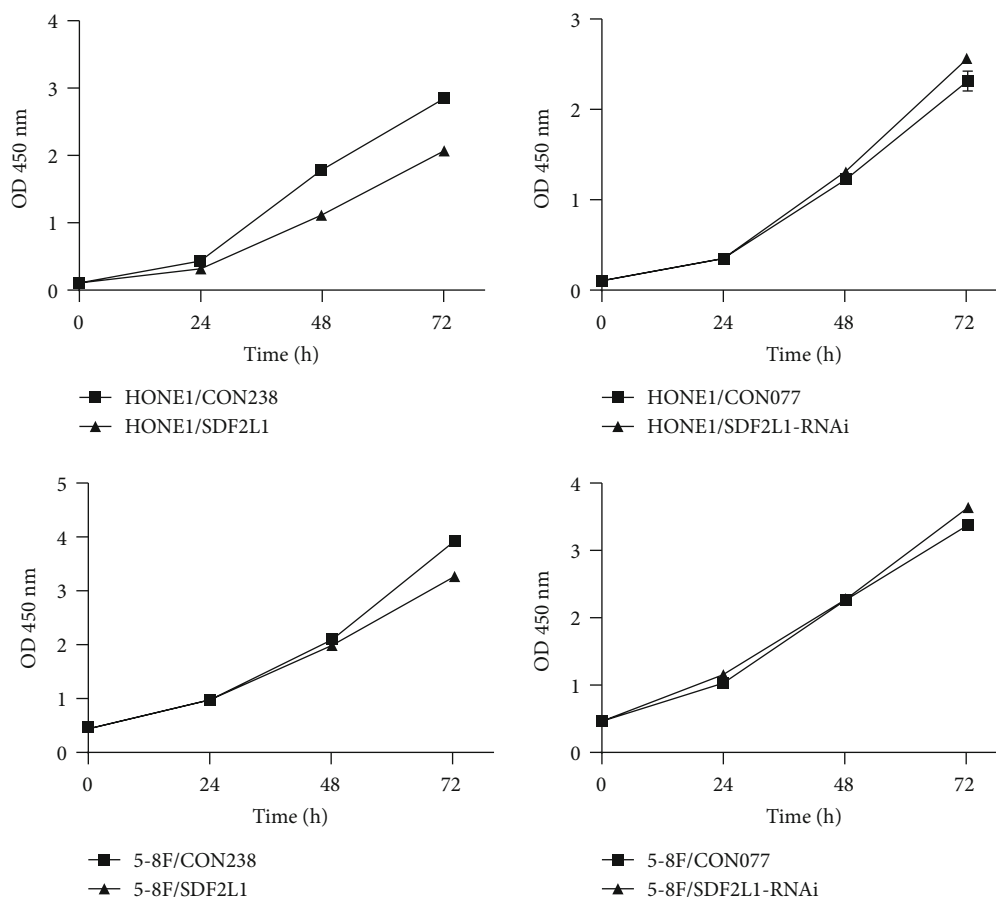 4
3
2
1
0
OD 450 nm
0 24 48 72
Time (h)
HONE1/CON238
HONE1/SDF2L1
3
2
1
0
OD 450 nm
0 24 48 72
Time (h)
HONE1/CON077
HONE1/SDF2L1-RNAi
5
4
3
2
1
0
OD 450 nm
0 24 48 72
Time (h)
5-8F/CON238
5-8F/SDF2L1
4
3
2
1
0
OD 450 nm
0 24 48 72
Time (h)
5-8F/CON077
5-8F/SDF2L1-RNAi